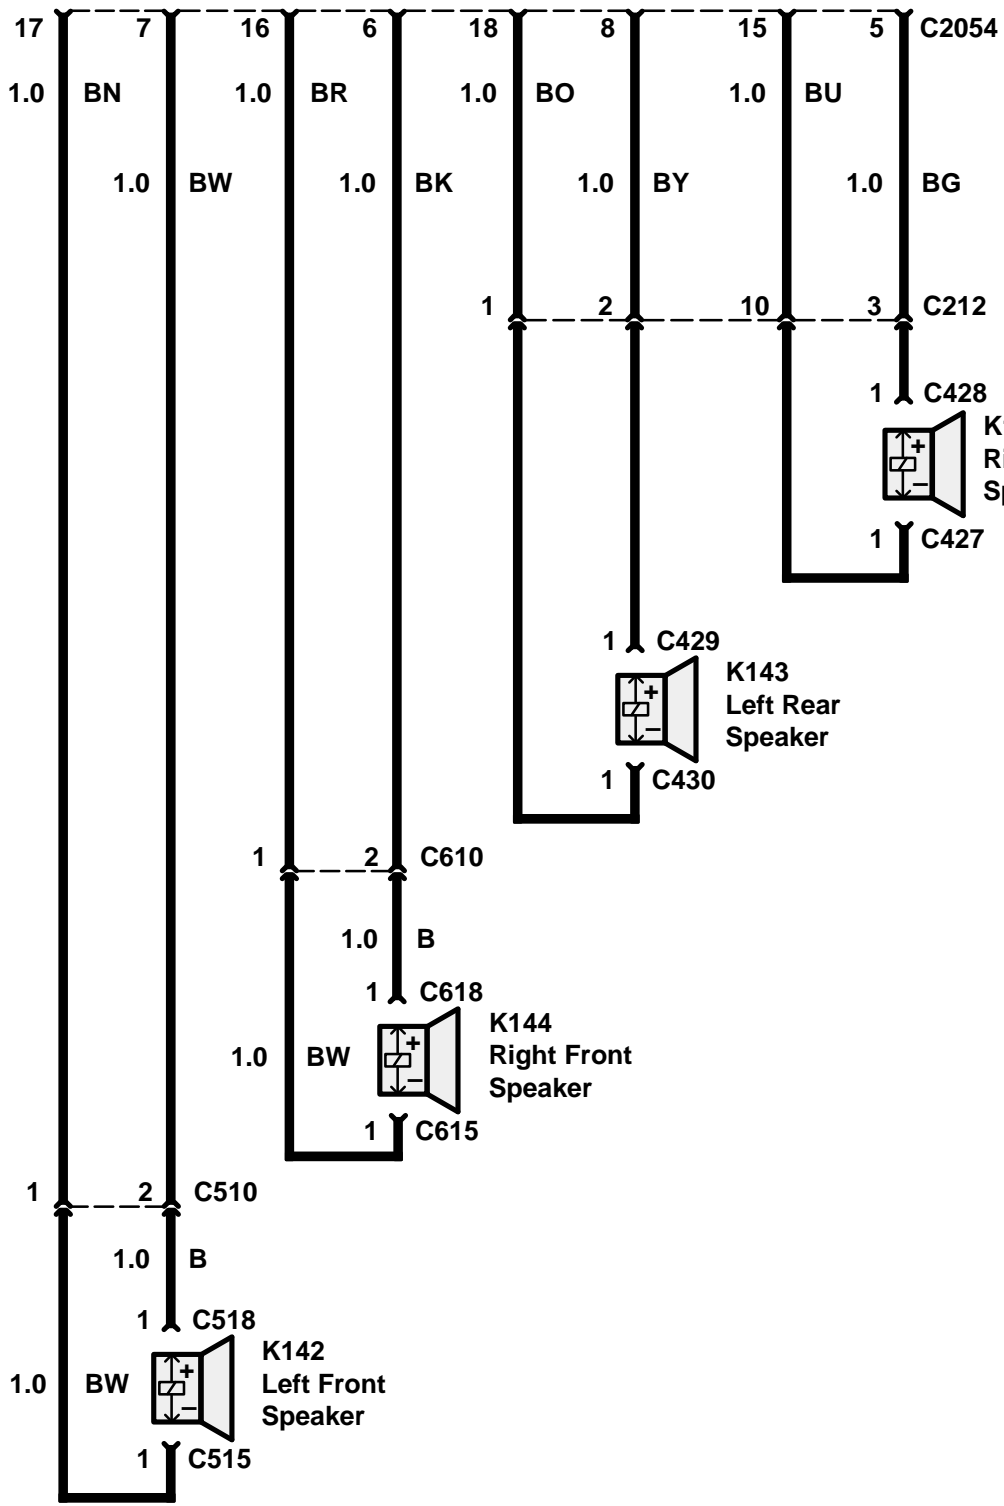 17 7 16 6 18 8 15 5 C2054
1.0 BN 1.0 BR 1.0 BO 1.0 BU
1.0 BW 1.0 BK 1.0 BY 1.0 BG
1 2 10 3 C212
1 C428
+
−
1 C427
1 C429
K143
Left Rear
Speaker
+
−
1 C430
1 2 C610
1.0 B
1 C618
K144
Right Front
Speaker
+
−
1.0 BW
1 C615
1 2 C510
1.0 B
1 C518
K142
Left Front
Speaker
+
−
1.0 BW
1 C515